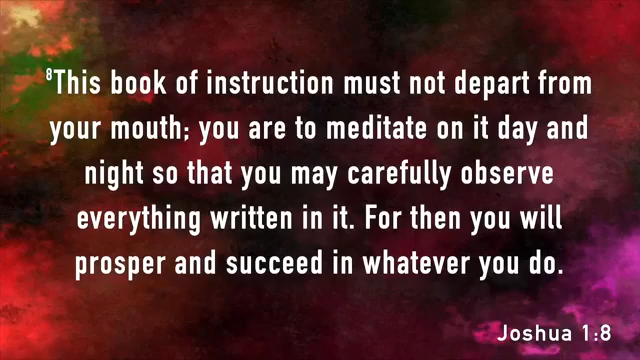 ⁸This book of instruction must not depart from
your mouth; you are to meditate on it day and
night so that you may carefully observe
everything written in it. For then you will
prosper and succeed in whatever you do.
Joshua 1:8